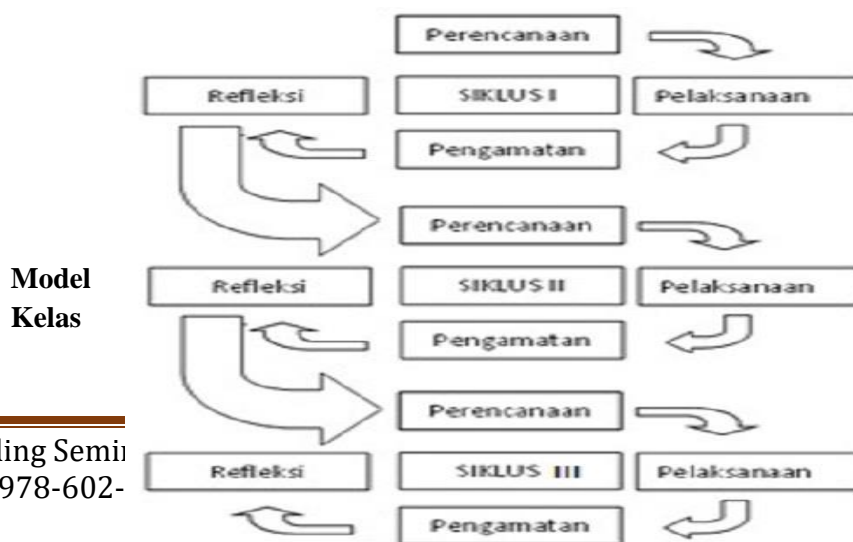 Perencanaan
Refleksi SIKLUS I Pelaksanaan
Pengamatan
Perencanaan
Model
Kelas
Refleksi SIKLUS II Pelaksanaan
Pengamatan
Perencanaan
ling Semin
978-602-
Refleksi SIKLUS III Pelaksanaan
Pengamatan